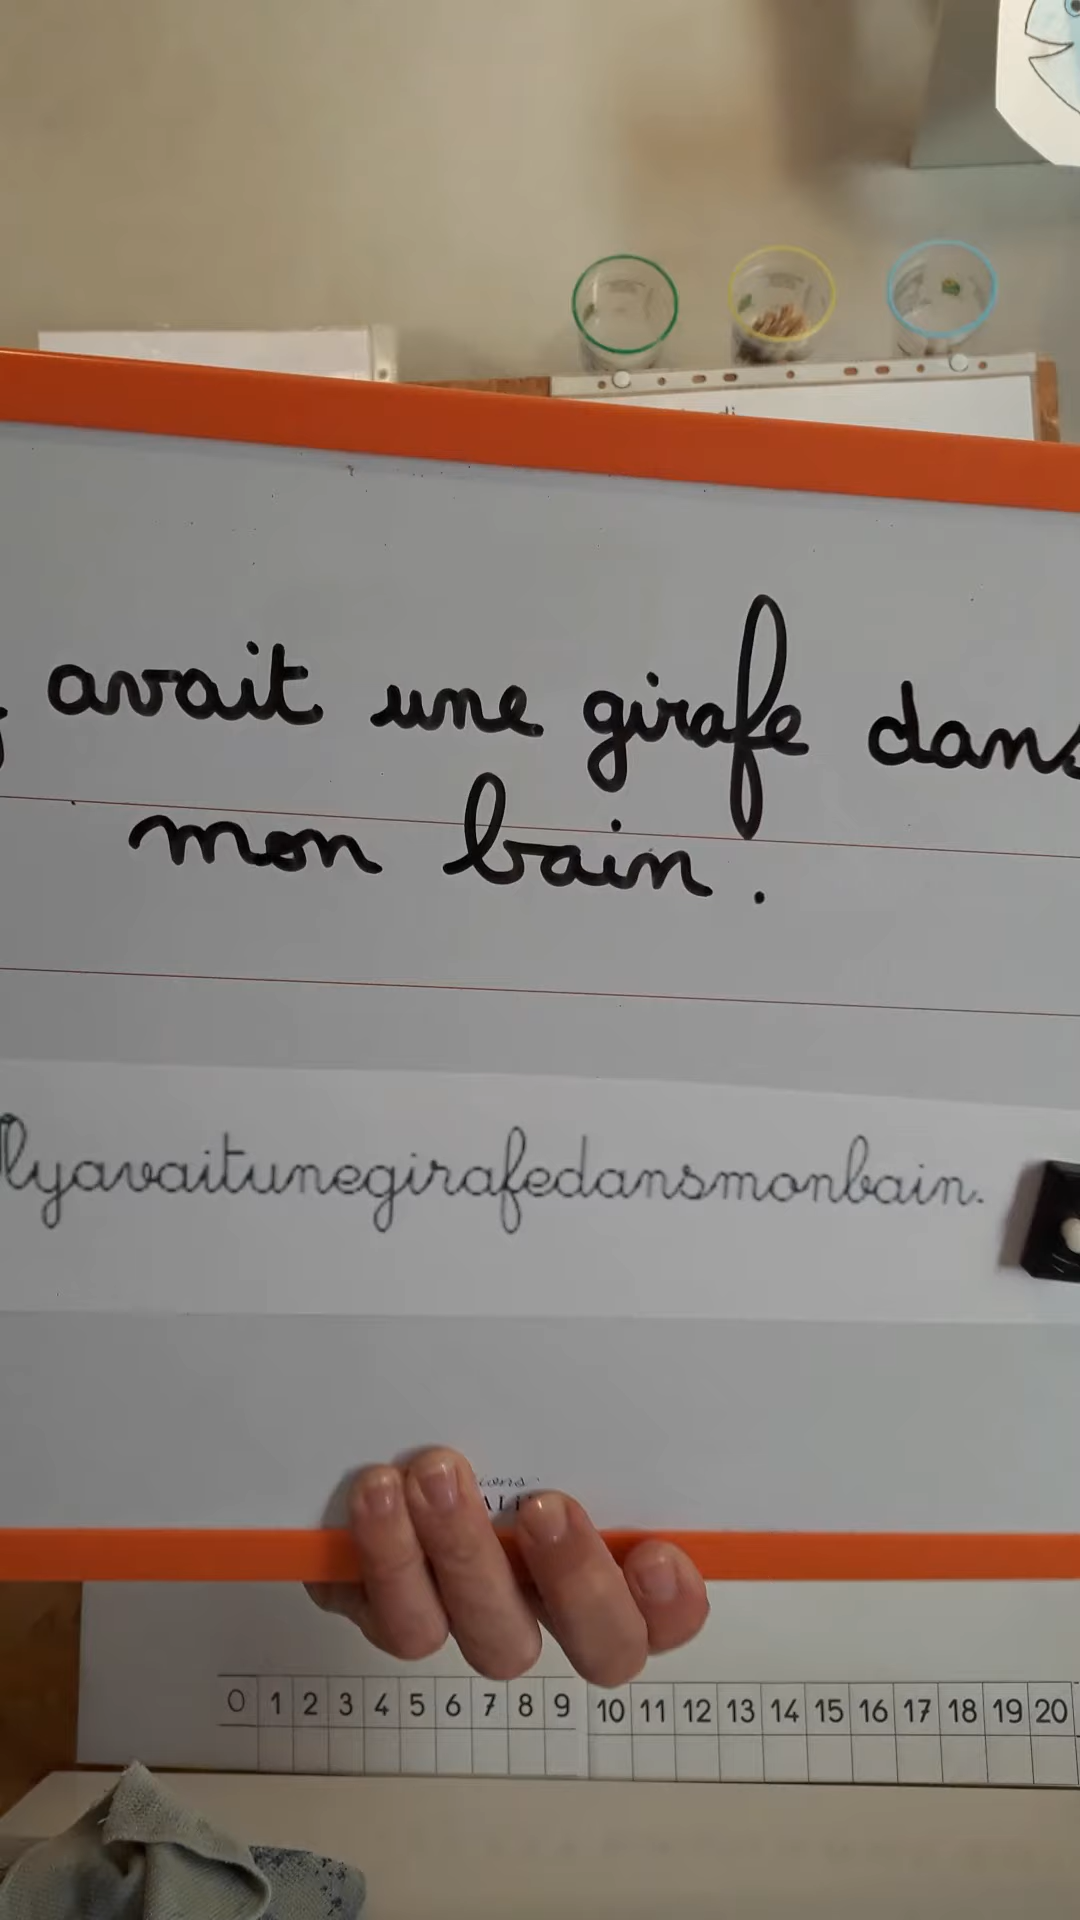 y avait une girafe dans
mon bain.
Ilyavaitunegirafedansmonbain.
0 1 2 3 4 5 6 7 8 9 10 11 12 13 14 15 16 17 18 19 20